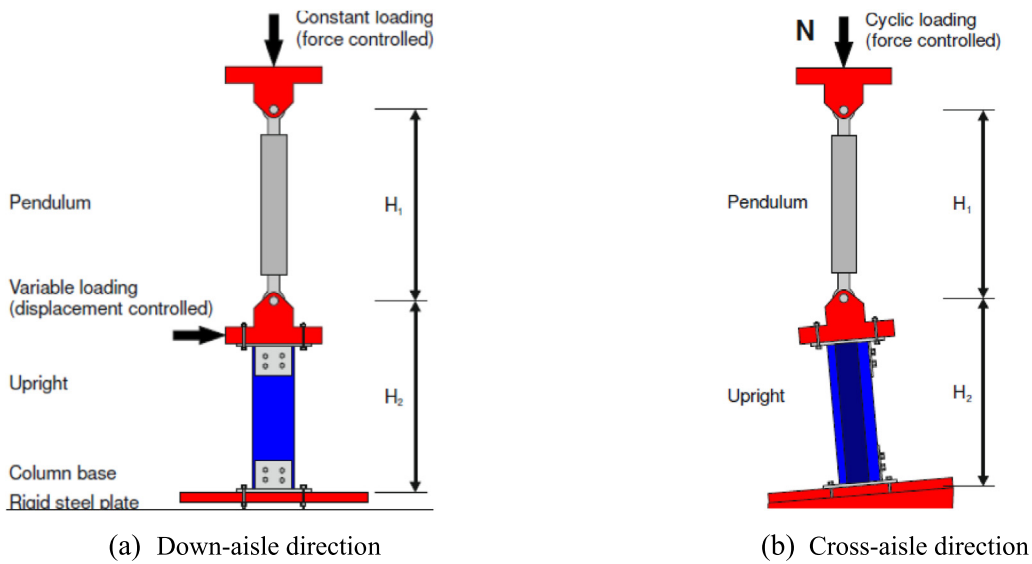 Constant loading
(force controlled)
Pendulum
H₁
Variable loading
(displacement controlled)
Upright
H₂
Column base
Rigid steel plate
(a) Down-aisle direction
N
Cyclic loading
(force controlled)
Pendulum
H₁
Upright
H₂
(b) Cross-aisle direction